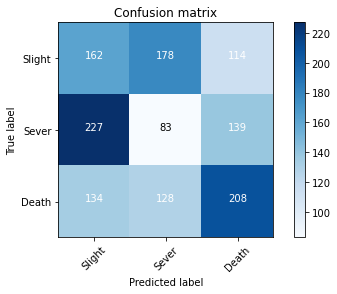 Confusion matrix
Slight 162 178 114 220
200
180
Sever 227 83 139 160
140
120
Death 134 128 208 100
True label
Slight Sever Death
Predicted label